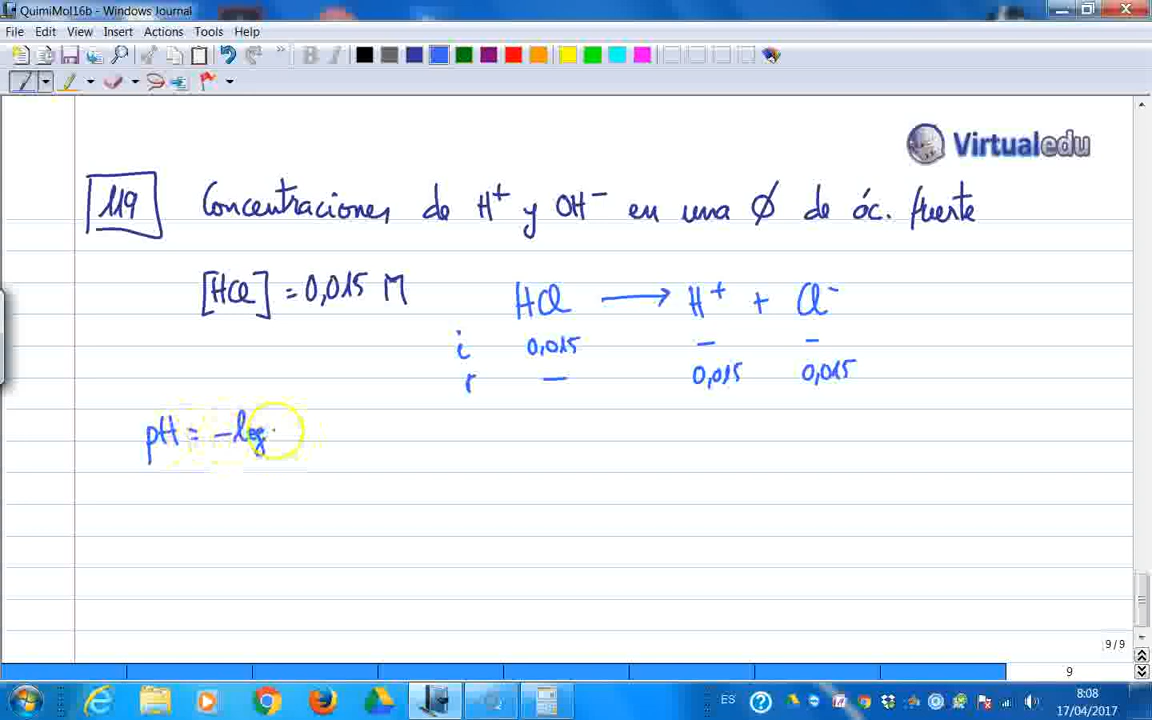 QuimiMol16b - Windows Journal
File Edit View Insert Actions Tools Help
Virtualedu
119 Concentraciones de H⁺ y OH⁻ en una ∅ de ác. fuerte
[HCl] = 0,015 M HCl ⟶ H⁺ + Cl⁻
i 0,015 – –
r – 0,015 0,015
pH = -log
9 / 9
9
ES 8:08
17/04/2017